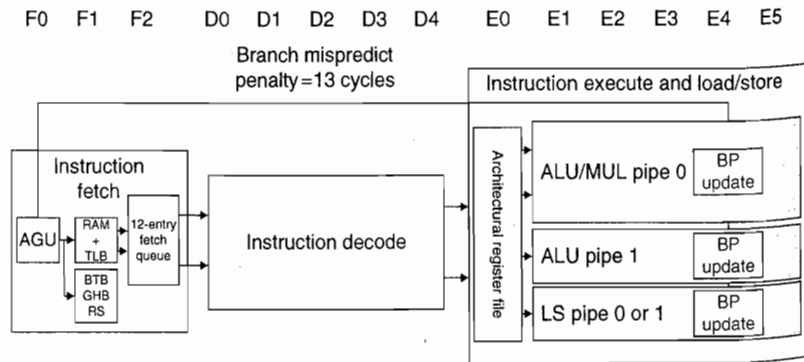 F0 F1 F2 D0 D1 D2 D3 D4 E0 E1 E2 E3 E4 E5
Branch mispredict
penalty=13 cycles
Instruction execute and load/store
Instruction
fetch
AGU
RAM
+
TLB
BTB
GHB
RS
12-entry
fetch
queue
Instruction decode
Architectural register file
ALU/MUL pipe 0
BP
update
ALU pipe 1
BP
update
LS pipe 0 or 1
BP
update